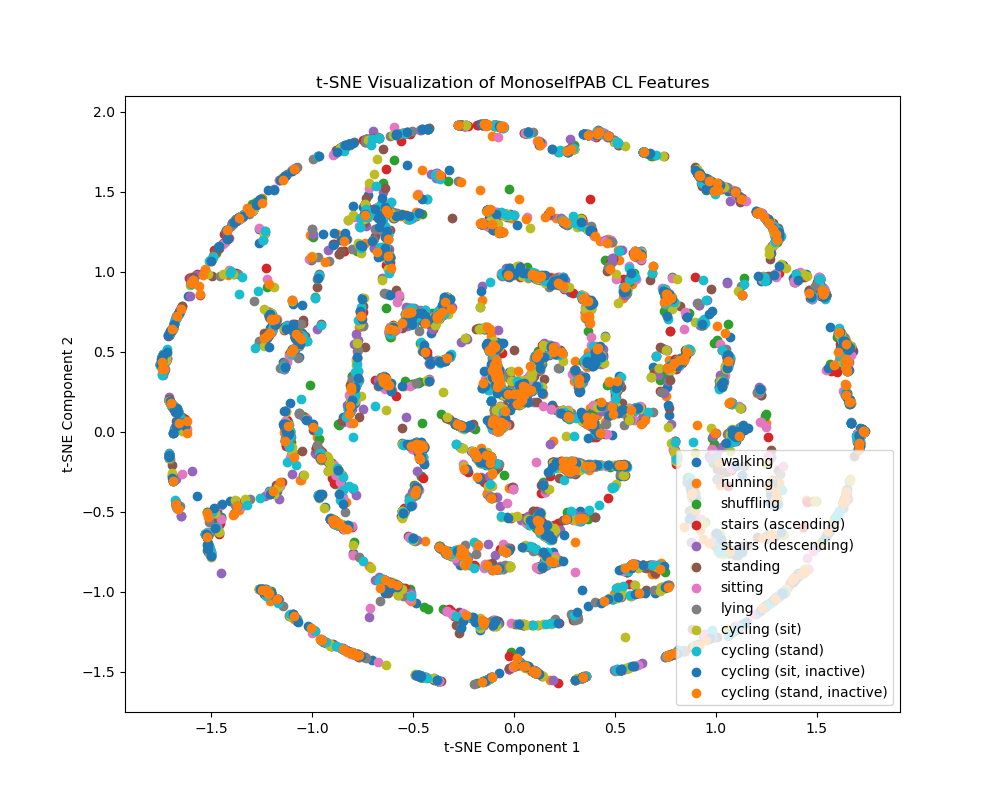 t-SNE Visualization of MonoselfPAB CL Features
2.0
1.5
1.0
0.5
0.0
−0.5
−1.0
−1.5
t-SNE Component 2
walking
running
shuffling
stairs (ascending)
stairs (descending)
standing
sitting
lying
cycling (sit)
cycling (stand)
cycling (sit, inactive)
cycling (stand, inactive)
−1.5 −1.0 −0.5 0.0 0.5 1.0 1.5
t-SNE Component 1